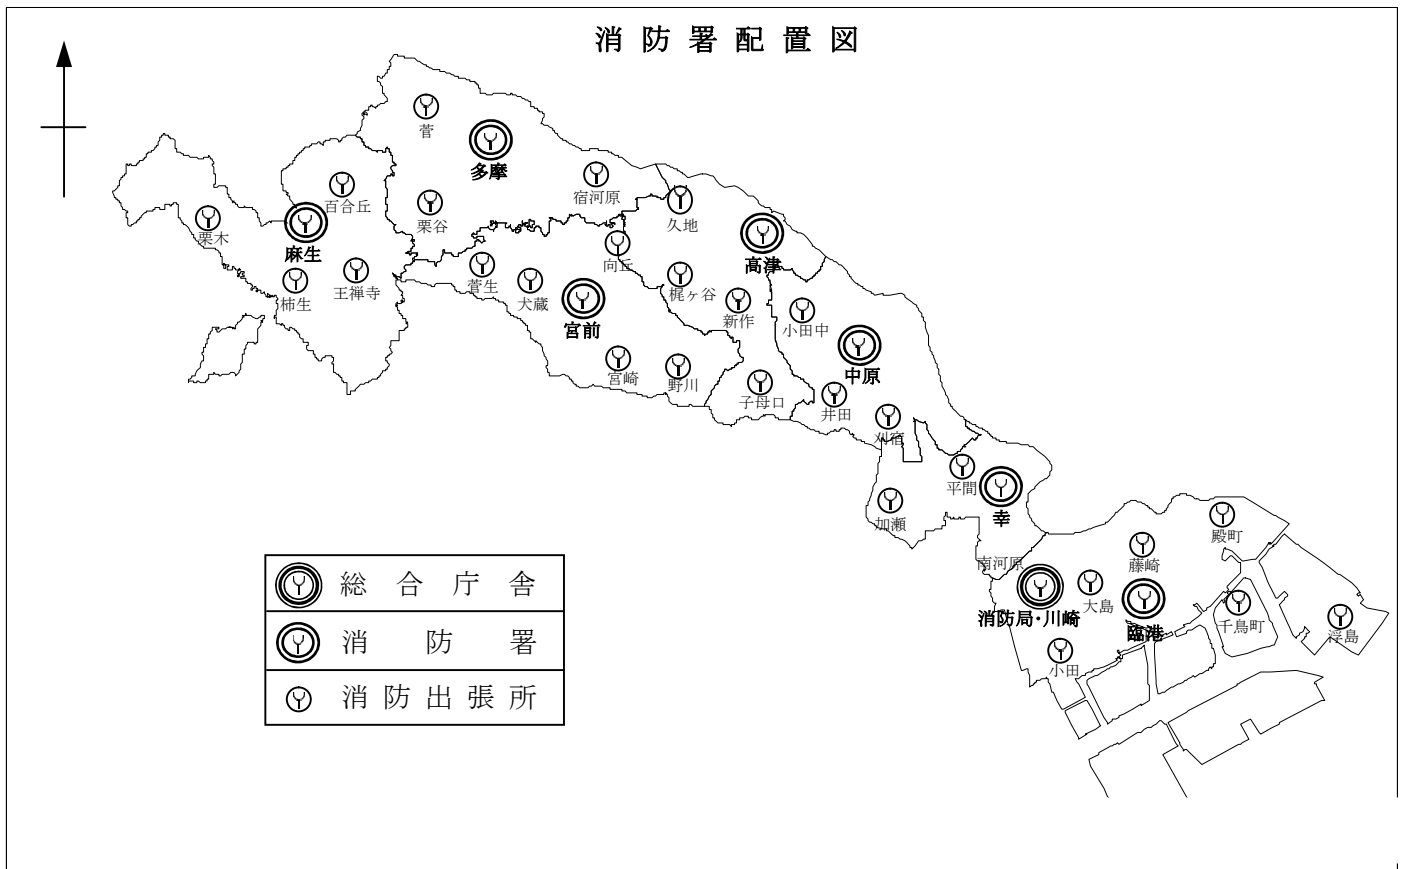 消防署配置図
菅
多摩
宿河原
百合丘
栗谷
久地
栗木
麻生
向丘
高津
柿生
王禅寺
菅生
犬蔵
梶ヶ谷
宮前
新作
小田中
宮崎
野川
中原
子母口
井田
刈宿
平間
加瀬
幸
殿町
南河原
藤崎
消防局・川崎
大島
臨港
千鳥町
浮島
小田
総合庁舎
消防署
消防出張所